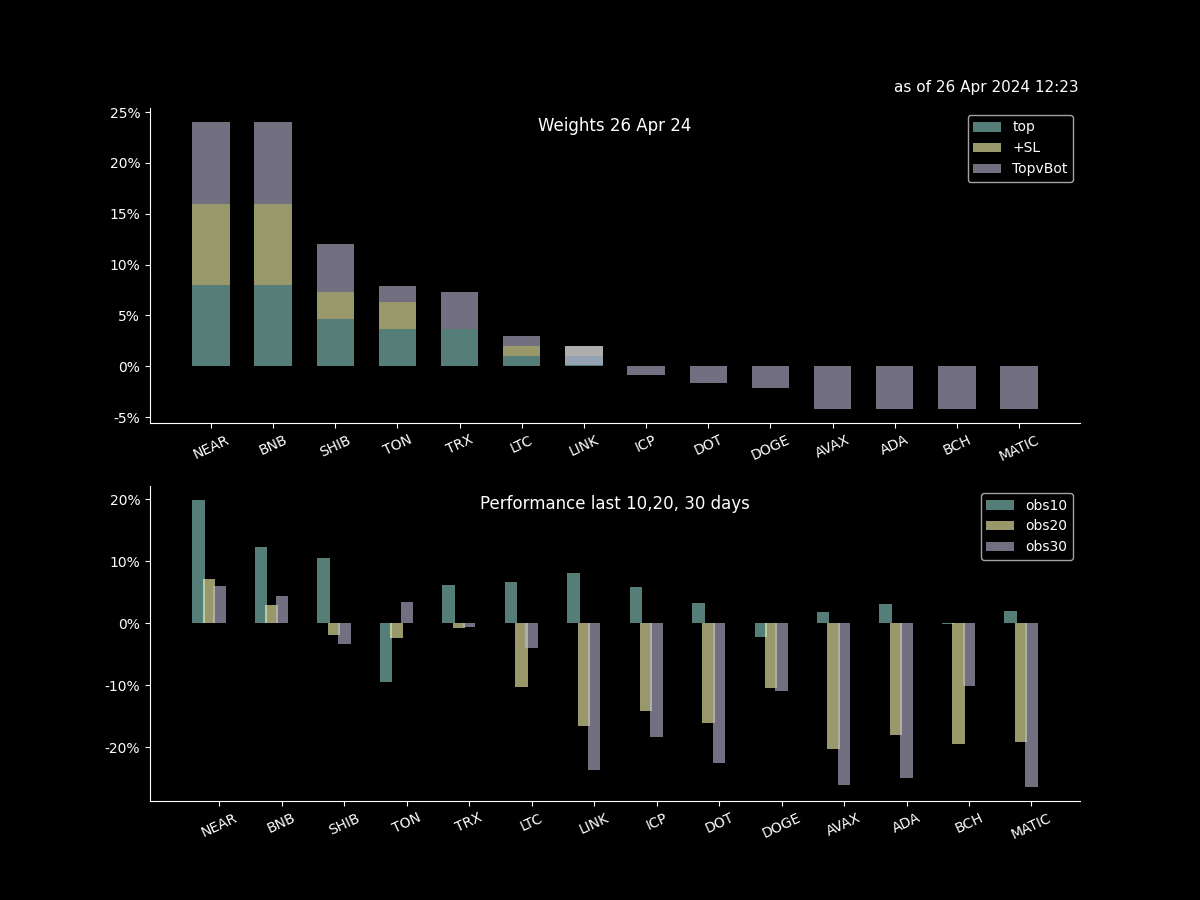 as of 26 Apr 2024 12:23
Weights 26 Apr 24
top
+SL
TopvBot
25%
20%
15%
10%
5%
0%
-5%
NEAR BNB SHIB TON TRX LTC LINK ICP DOT DOGE AVAX ADA BCH MATIC
Performance last 10,20, 30 days
obs10
obs20
obs30
20%
10%
0%
-10%
-20%
NEAR BNB SHIB TON TRX LTC LINK ICP DOT DOGE AVAX ADA BCH MATIC